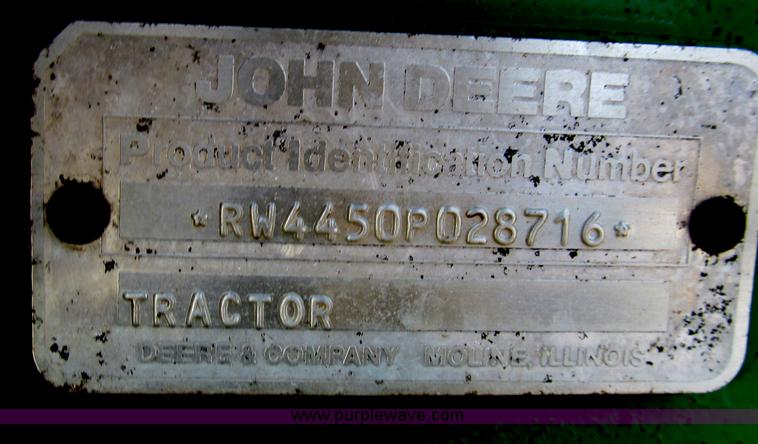 JOHN DEERE
Product Identification Number
*RW4450P028716*
TRACTOR
DEERE & COMPANY MOLINE, ILLINOIS
www.purplewave.com